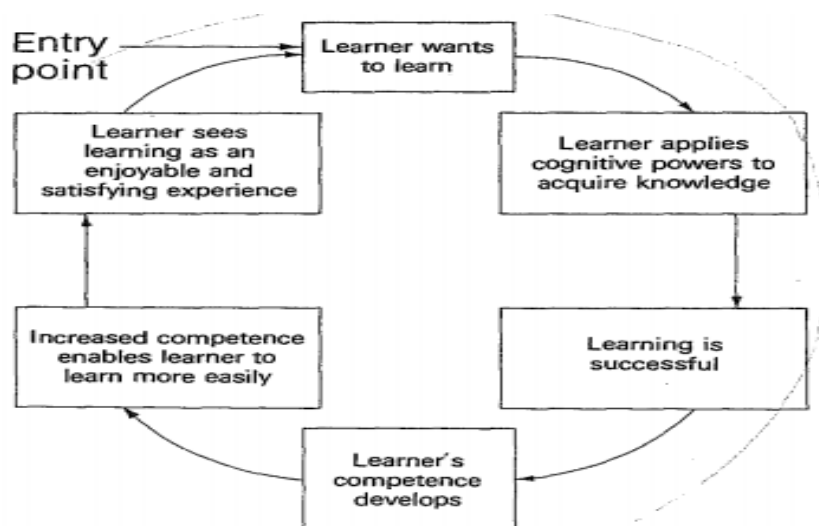 Entry
point
Learner wants
to learn
Learner applies
cognitive powers to
acquire knowledge
Learning is
successful
Learner's
competence
develops
Increased competence
enables learner to
learn more easily
Learner sees
learning as an
enjoyable and
satisfying experience